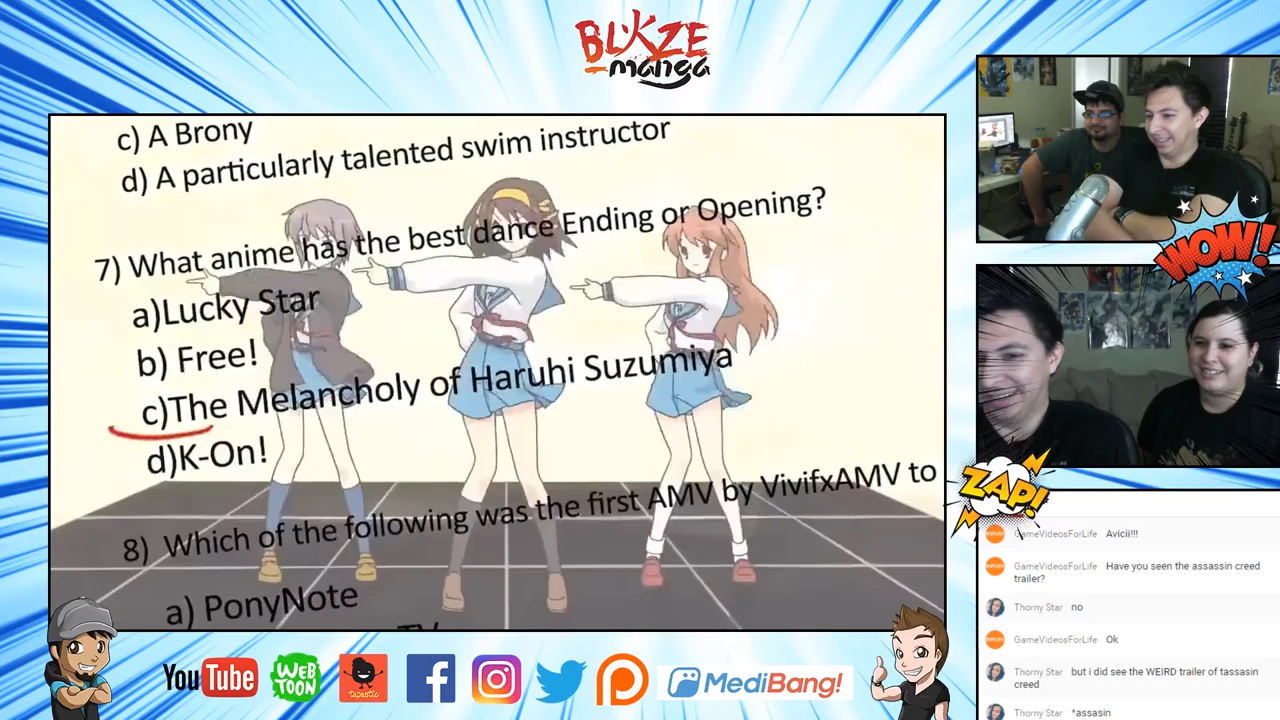 BLKZE
manga
c) A Brony
d) A particularly talented swim instructor
7) What anime has the best dance Ending or Opening?
a)Lucky Star
b) Free!
c)The Melancholy of Haruhi Suzumiya
d)K-On!
8) Which of the following was the first AMV by VivifxAMV to
a) PonyNote
WOW!
ZAP!
GameVideosForLife Avicii!!!
GameVideosForLife Have you seen the assassin creed
trailer?
Thorny Star no
GameVideosForLife Ok
Thorny Star but i did see the WEIRD trailer of tassasin
creed
Thorny Star *assasin
YouTube
WEB
TOON
tapastic
MediBang!